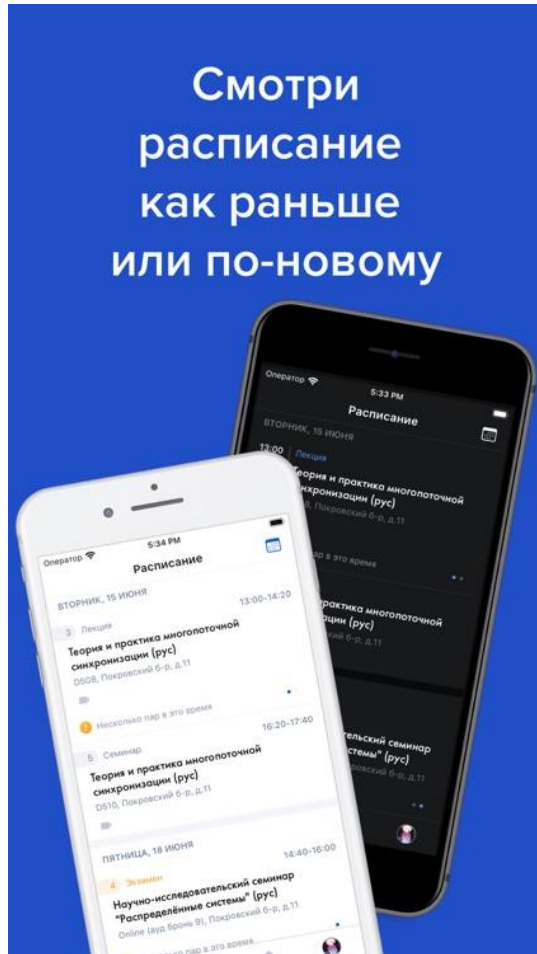 Смотри
расписание
как раньше
или по-новому
Оператор
5:33 PM
Расписание
ВТОРНИК, 15 ИЮНЯ
13:00 Лекция
Теория и практика многопоточной
синхронизации (рус)
Покровский б-р, д.11
пар в это время
практика многопоточной
(рус)
Покровский б-р, д.11
семинар
(рус)
д.11
Оператор
5:34 PM
Расписание
ВТОРНИК, 15 ИЮНЯ
3 Лекция 13:00-14:20
Теория и практика многопоточной
синхронизации (рус)
D508, Покровский б-р, д.11
Несколько пар в это время
5 Семинар 16:20-17:40
Теория и практика многопоточной
синхронизации (рус)
D510, Покровский б-р, д.11
ПЯТНИЦА, 18 ИЮНЯ
4 Экзамен 14:40-16:00
Научно-исследовательский семинар
"Распределённые системы" (рус)
Online (ауд бронь 9), Покровский б-р, д.11
пар в это время